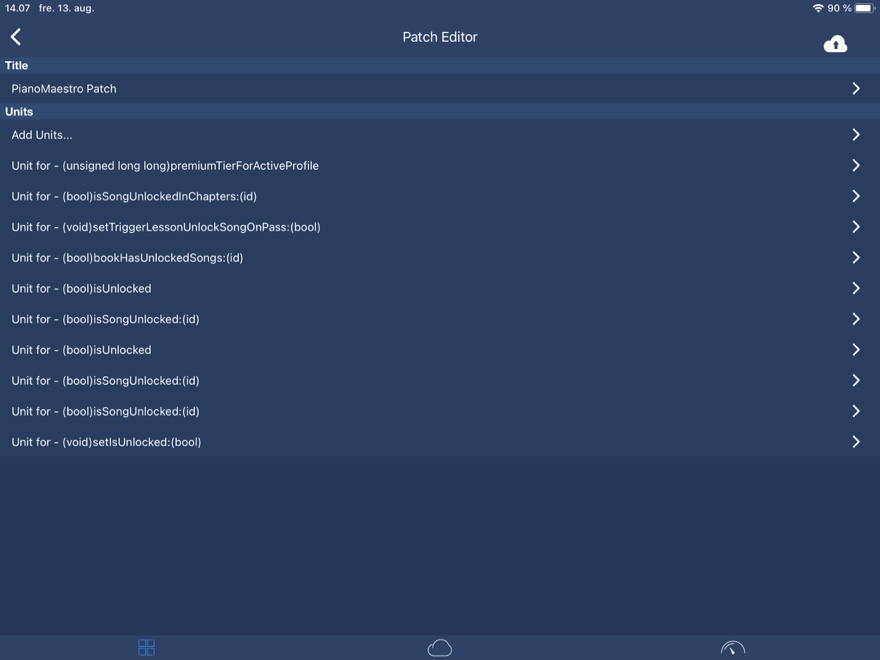 14.07 fre. 13. aug. 90 %
Patch Editor
Title
PianoMaestro Patch
Units
Add Units...
Unit for - (unsigned long long)premiumTierForActiveProfile
Unit for - (bool)isSongUnlockedInChapters:(id)
Unit for - (void)setTriggerLessonUnlockSongOnPass:(bool)
Unit for - (bool)bookHasUnlockedSongs:(id)
Unit for - (bool)isUnlocked
Unit for - (bool)isSongUnlocked:(id)
Unit for - (bool)isUnlocked
Unit for - (bool)isSongUnlocked:(id)
Unit for - (bool)isSongUnlocked:(id)
Unit for - (void)setIsUnlocked:(bool)